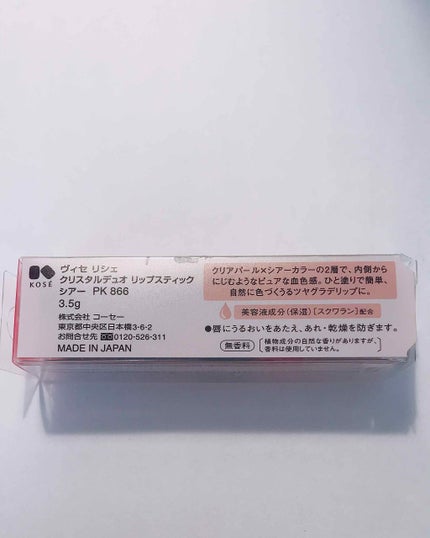 KOSÉ
ヴィセ リシェ
クリスタルデュオ リップスティック
シアー PK 866
3.5g
株式会社 コーセー
東京都中央区日本橋3-6-2
お問合せ先 0120-526-311
MADE IN JAPAN
クリアパール×シアーカラーの2層で、内側から
にじむようなピュアな血色感。ひと塗りで簡単、
自然に色づくうるツヤグラデリップに。
美容液成分(保湿)[スクワラン]配合
●唇にうるおいをあたえ、あれ・乾燥を防ぎます。
無香料
[植物成分の自然な香りがありますが、
香料は使用していません。]